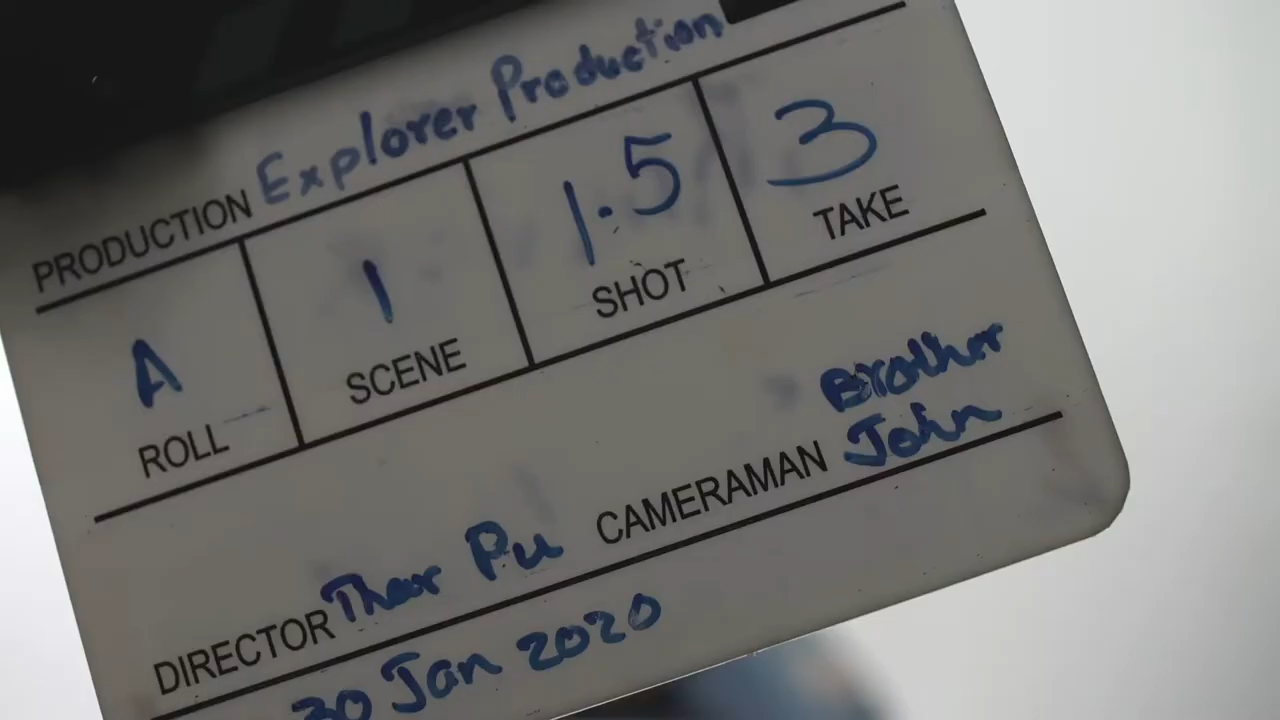 PRODUCTION Explorer Production
A 1 1.5 3
ROLL SCENE SHOT TAKE
DIRECTOR Thar Pu CAMERAMAN Brother John
30 Jan 2020